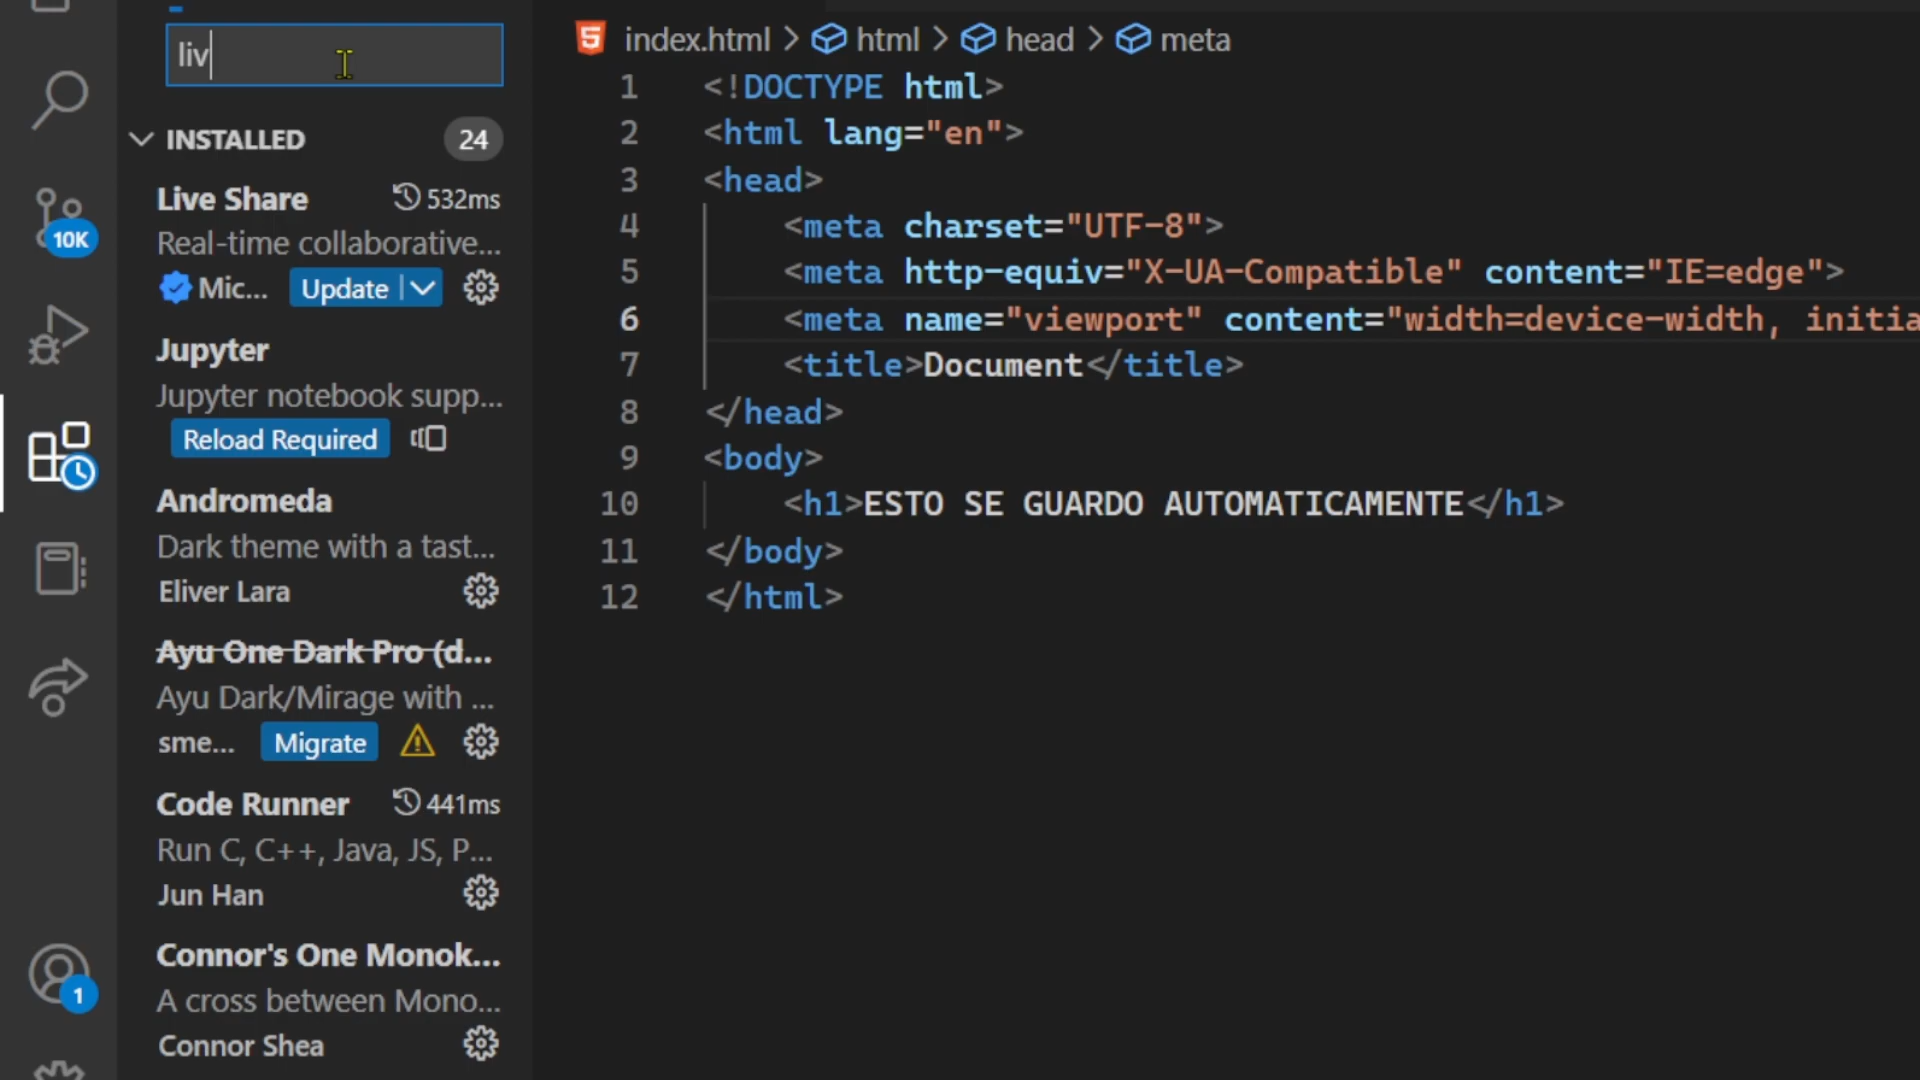 liv
INSTALLED 24
Live Share 532ms
Real-time collaborative...
Mic... Update
Jupyter
Jupyter notebook supp...
Reload Required
Andromeda
Dark theme with a tast...
Eliver Lara
Ayu One Dark Pro (d...
Ayu Dark/Mirage with ...
sme... Migrate
Code Runner 441ms
Run C, C++, Java, JS, P...
Jun Han
Connor's One Monok...
A cross between Mono...
Connor Shea
10K
1
index.html > html > head > meta
1 <!DOCTYPE html>
2 <html lang="en">
3 <head>
4 <meta charset="UTF-8">
5 <meta http-equiv="X-UA-Compatible" content="IE=edge">
6 <meta name="viewport" content="width=device-width, initia
7 <title>Document</title>
8 </head>
9 <body>
10 <h1>ESTO SE GUARDO AUTOMATICAMENTE</h1>
11 </body>
12 </html>